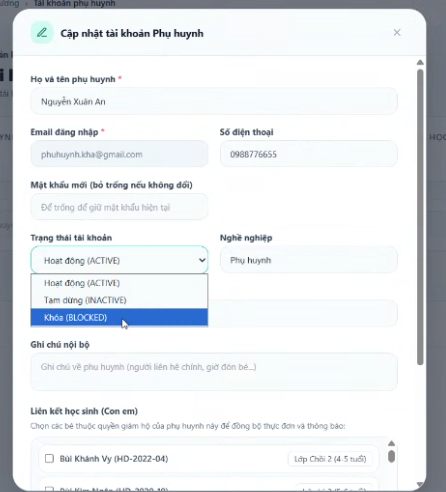 Tài khoản phụ huynh
Cập nhật tài khoản Phụ huynh
Họ và tên phụ huynh *
Nguyễn Xuân An
Email đăng nhập *
Số điện thoại
phuhuynh.kha@gmail.com
0988776655
Mật khẩu mới (bỏ trống nếu không đổi)
Để trống để giữ mật khẩu hiện tại
Trạng thái tài khoản
Nghề nghiệp
Hoạt động (ACTIVE)
Phụ huynh
Hoạt động (ACTIVE)
Tạm dừng (INACTIVE)
Khóa (BLOCKED)
Ghi chú nội bộ
Ghi chú về phụ huynh (người liên hệ chính, giờ đón bé...)
Liên kết học sinh (Con em)
Chọn các bé thuộc quyền giám hộ của phụ huynh này để đồng bộ thực đơn và thông báo:
Bùi Khánh Vy (HD-2022-04)
Lớp Chồi 2 (4-5 tuổi)